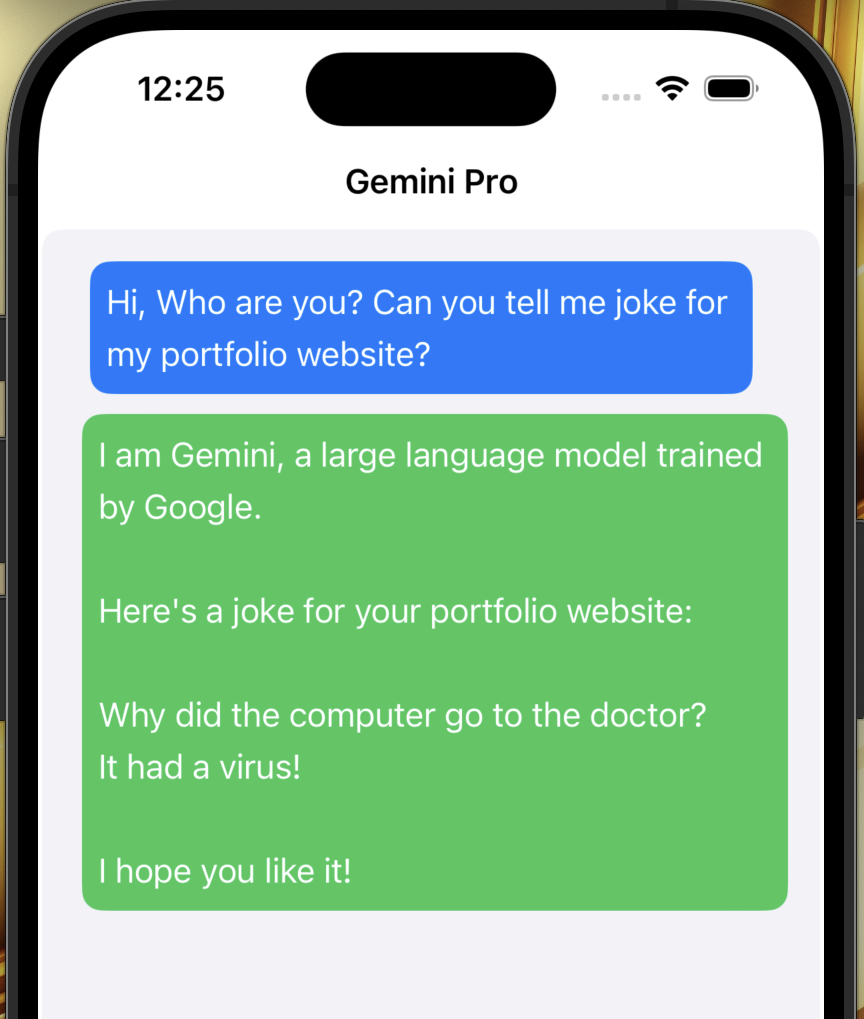 12:25
Gemini Pro
Hi, Who are you? Can you tell me joke for
my portfolio website?
I am Gemini, a large language model trained
by Google.
Here's a joke for your portfolio website:
Why did the computer go to the doctor?
It had a virus!
I hope you like it!